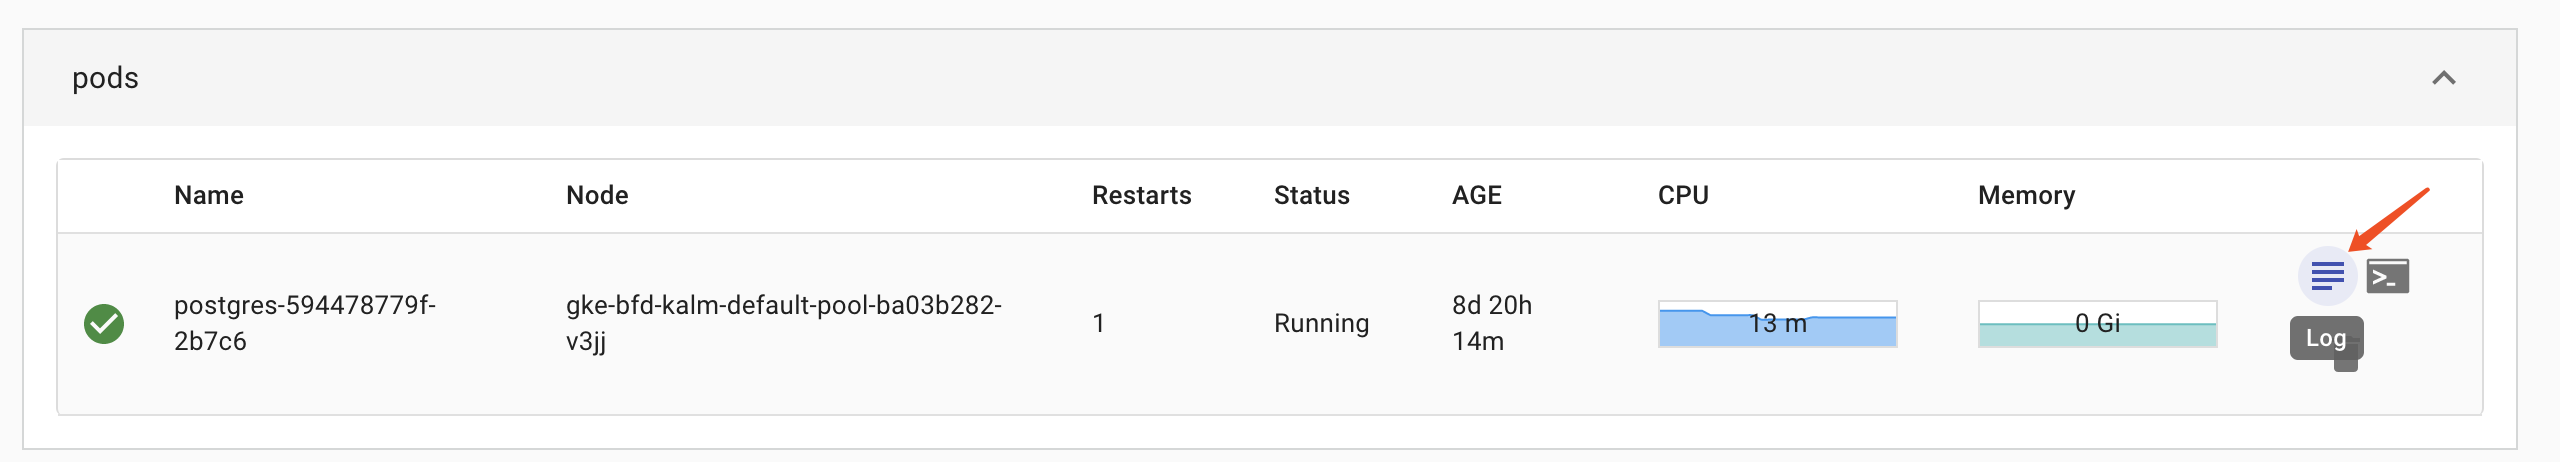 pods
Name Node Restarts Status AGE CPU Memory
postgres-594478779f-
2b7c6
gke-bfd-kalm-default-pool-ba03b282-
v3jj
1
Running
8d 20h
14m
13 m
0 Gi
>_
Log